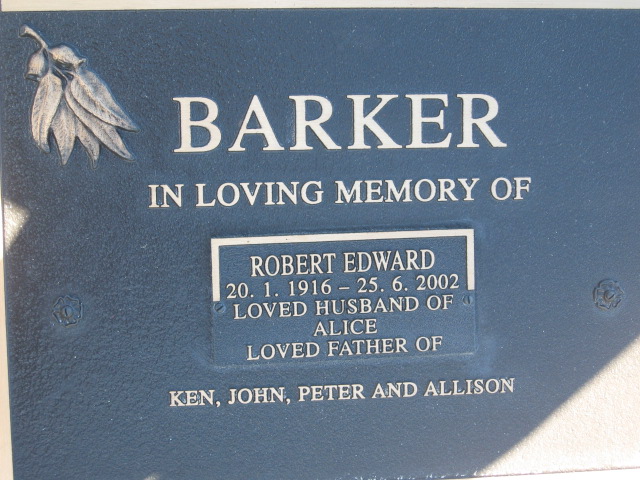 BARKER
IN LOVING MEMORY OF
ROBERT EDWARD
20. 1. 1916 – 25. 6. 2002
LOVED HUSBAND OF
ALICE
LOVED FATHER OF
KEN, JOHN, PETER AND ALLISON